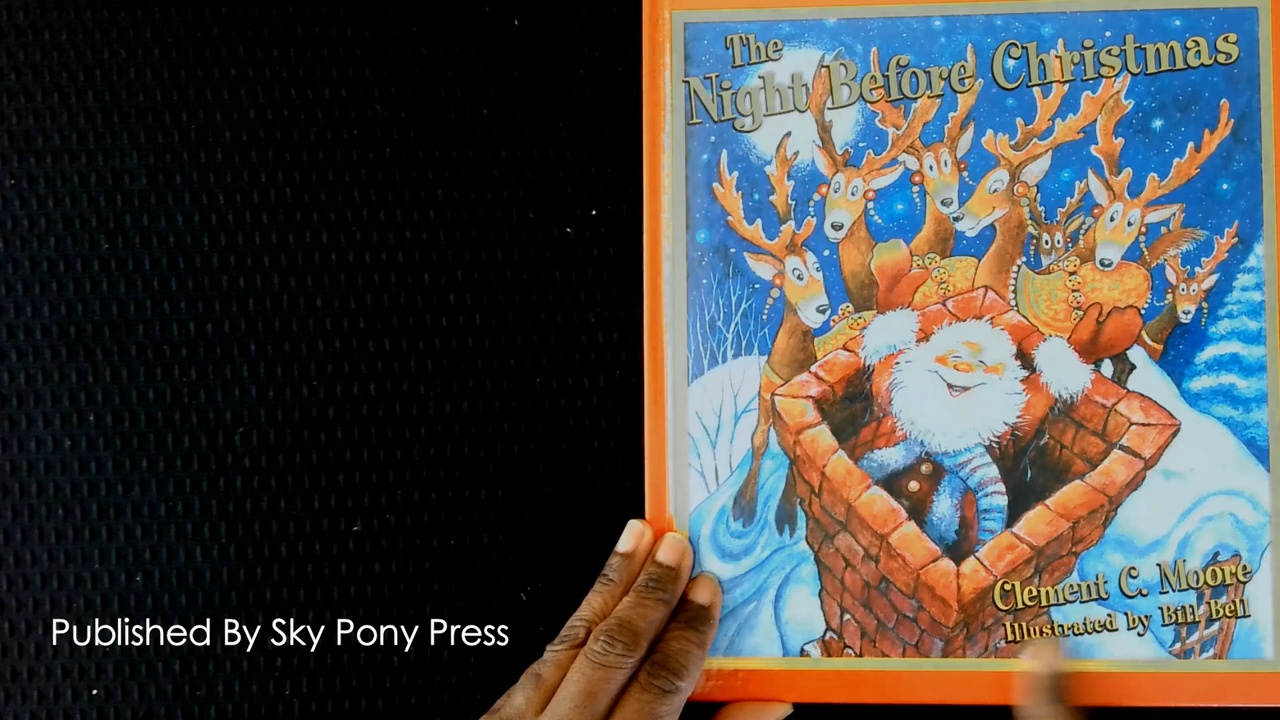 The
Night Before Christmas
Clement C. Moore
Illustrated by Bill Bell
Published By Sky Pony Press